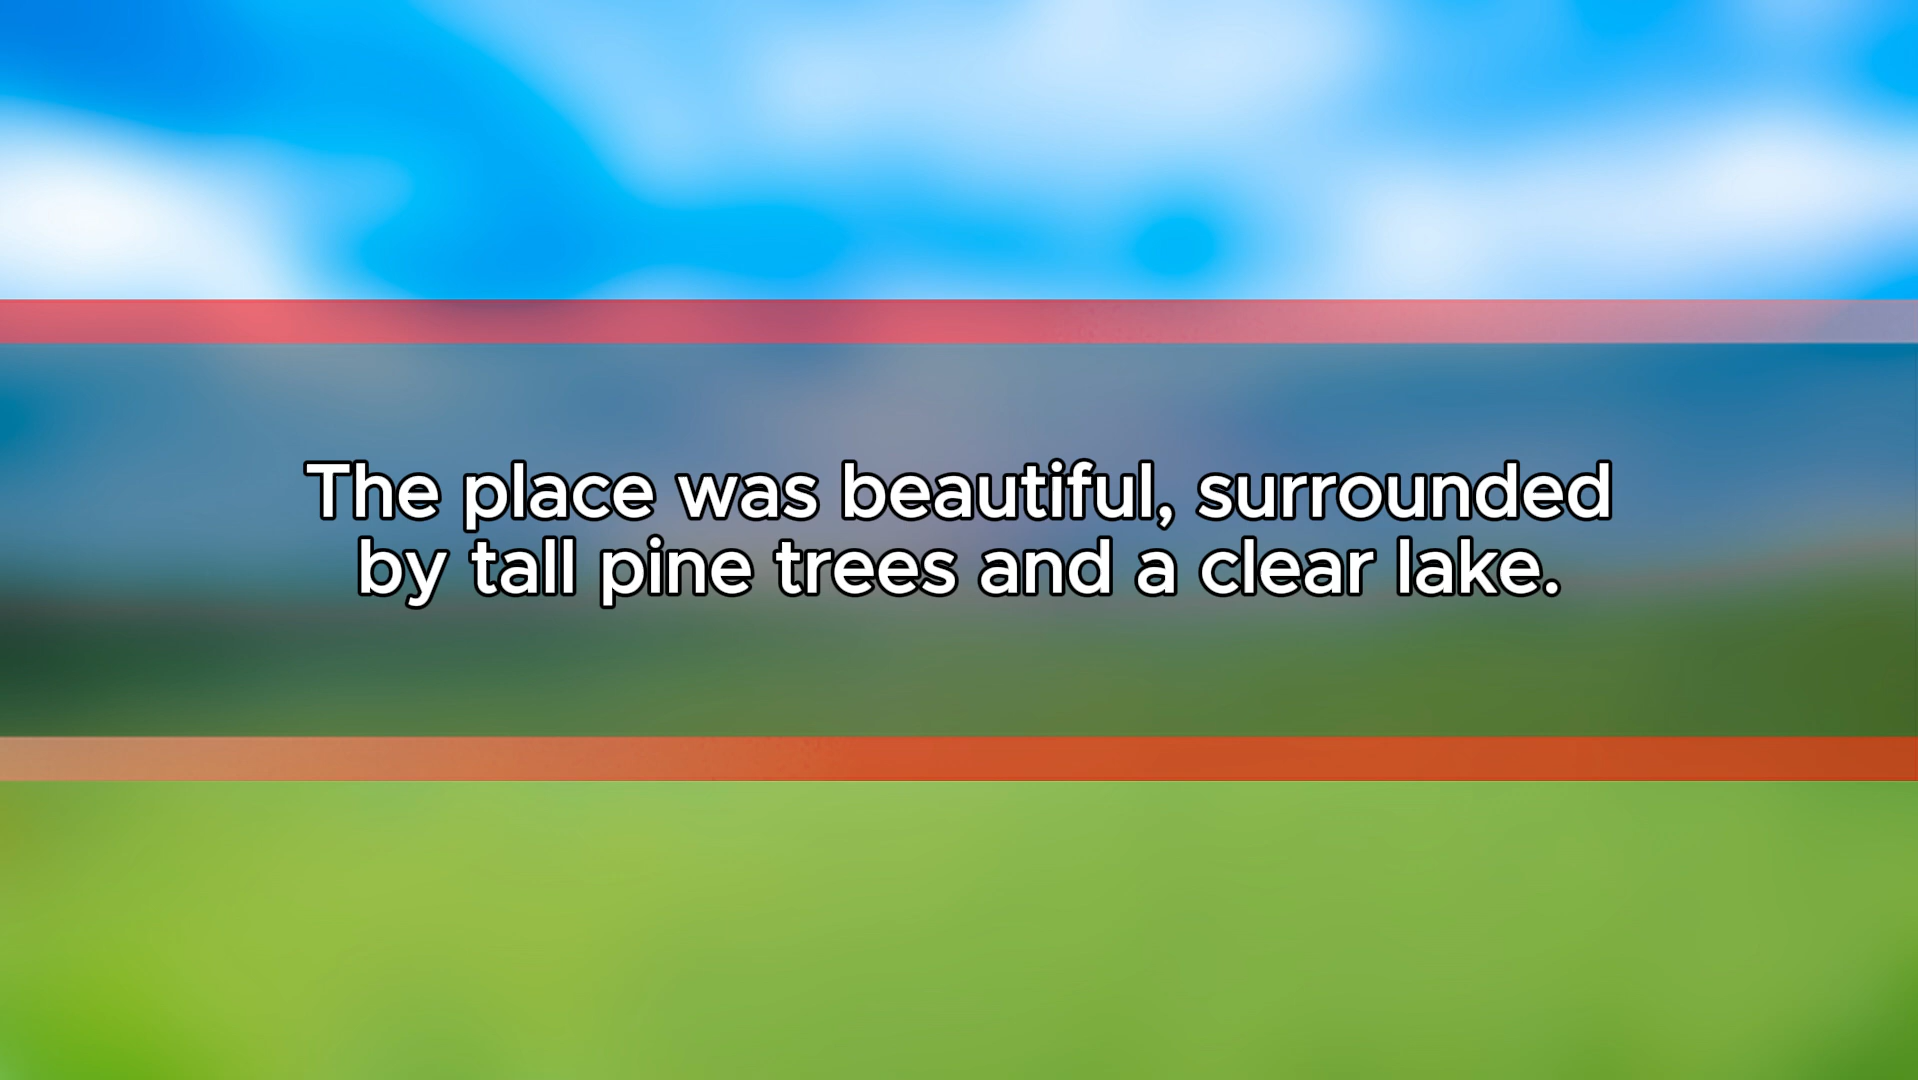 The place was beautiful, surrounded
by tall pine trees and a clear lake.